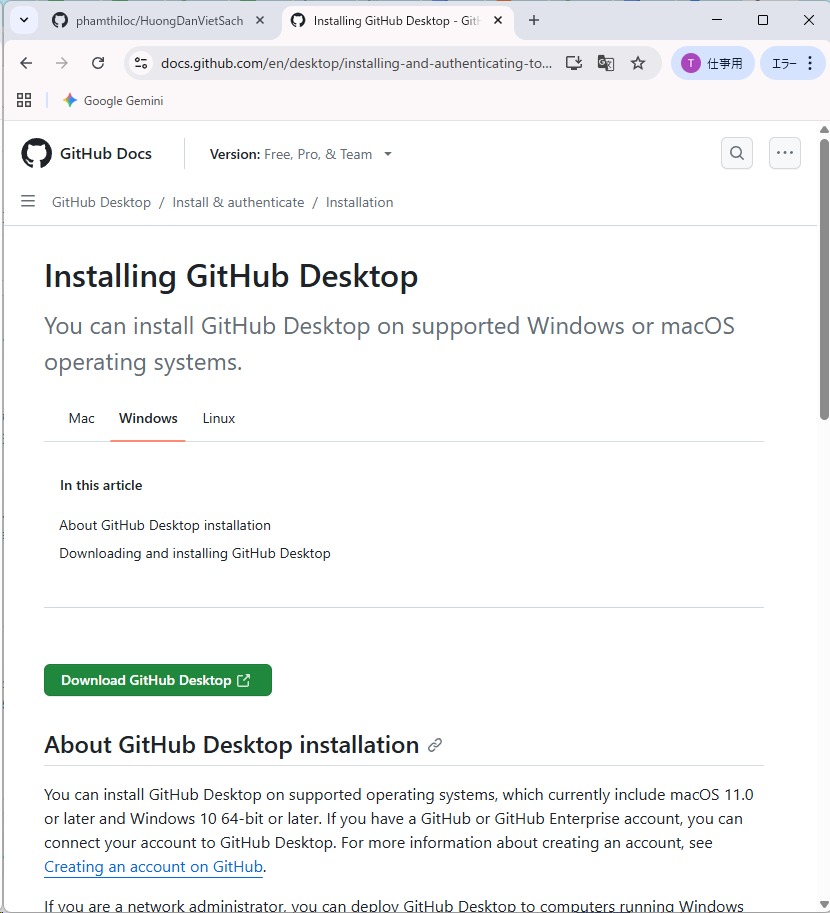 phamthiloc/HuongDanVietSach
Installing GitHub Desktop - Git
docs.github.com/en/desktop/installing-and-authenticating-to...
T 仕事用
エラー
Google Gemini
GitHub Docs
Version: Free, Pro, & Team
GitHub Desktop / Install & authenticate / Installation
Installing GitHub Desktop
You can install GitHub Desktop on supported Windows or macOS
operating systems.
Mac Windows Linux
In this article
About GitHub Desktop installation
Downloading and installing GitHub Desktop
Download GitHub Desktop
About GitHub Desktop installation
You can install GitHub Desktop on supported operating systems, which currently include macOS 11.0
or later and Windows 10 64-bit or later. If you have a GitHub or GitHub Enterprise account, you can
connect your account to GitHub Desktop. For more information about creating an account, see
Creating an account on GitHub.
If you are a network administrator, you can deploy GitHub Desktop to computers running Windows